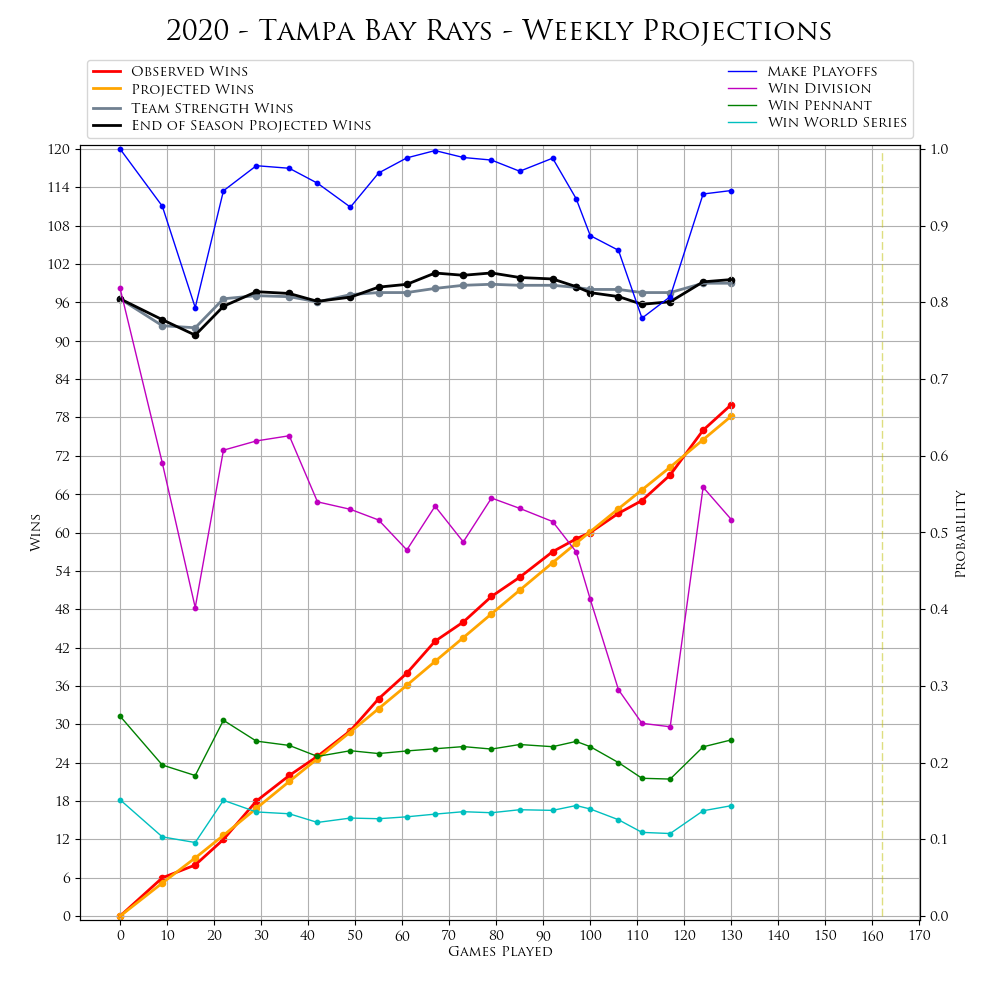 2020 - Tampa Bay Rays - Weekly Projections
Observed Wins
Projected Wins
Team Strength Wins
End of Season Projected Wins
Make Playoffs
Win Division
Win Pennant
Win World Series
120
114
108
102
96
90
84
78
72
66
60
54
48
42
36
30
24
18
12
6
0
Wins
1.0
0.9
0.8
0.7
0.6
0.5
0.4
0.3
0.2
0.1
0.0
Probability
0 10 20 30 40 50 60 70 80 90 100 110 120 130 140 150 160 170
Games Played